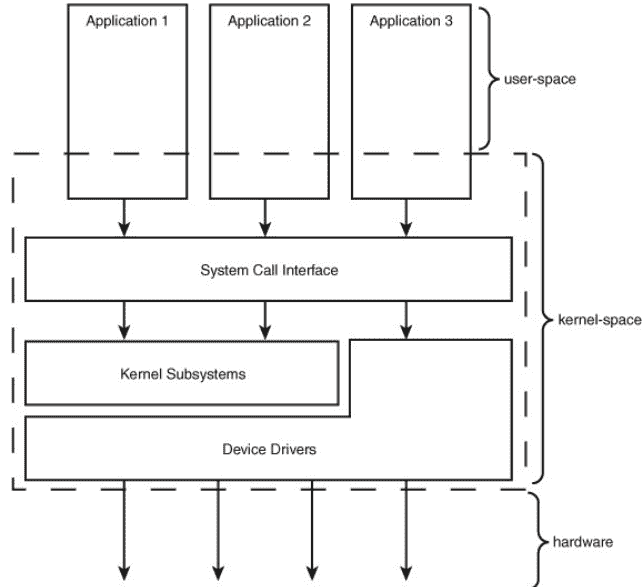 Application 1
Application 2
Application 3
user-space
System Call Interface
kernel-space
Kernel Subsystems
Device Drivers
hardware